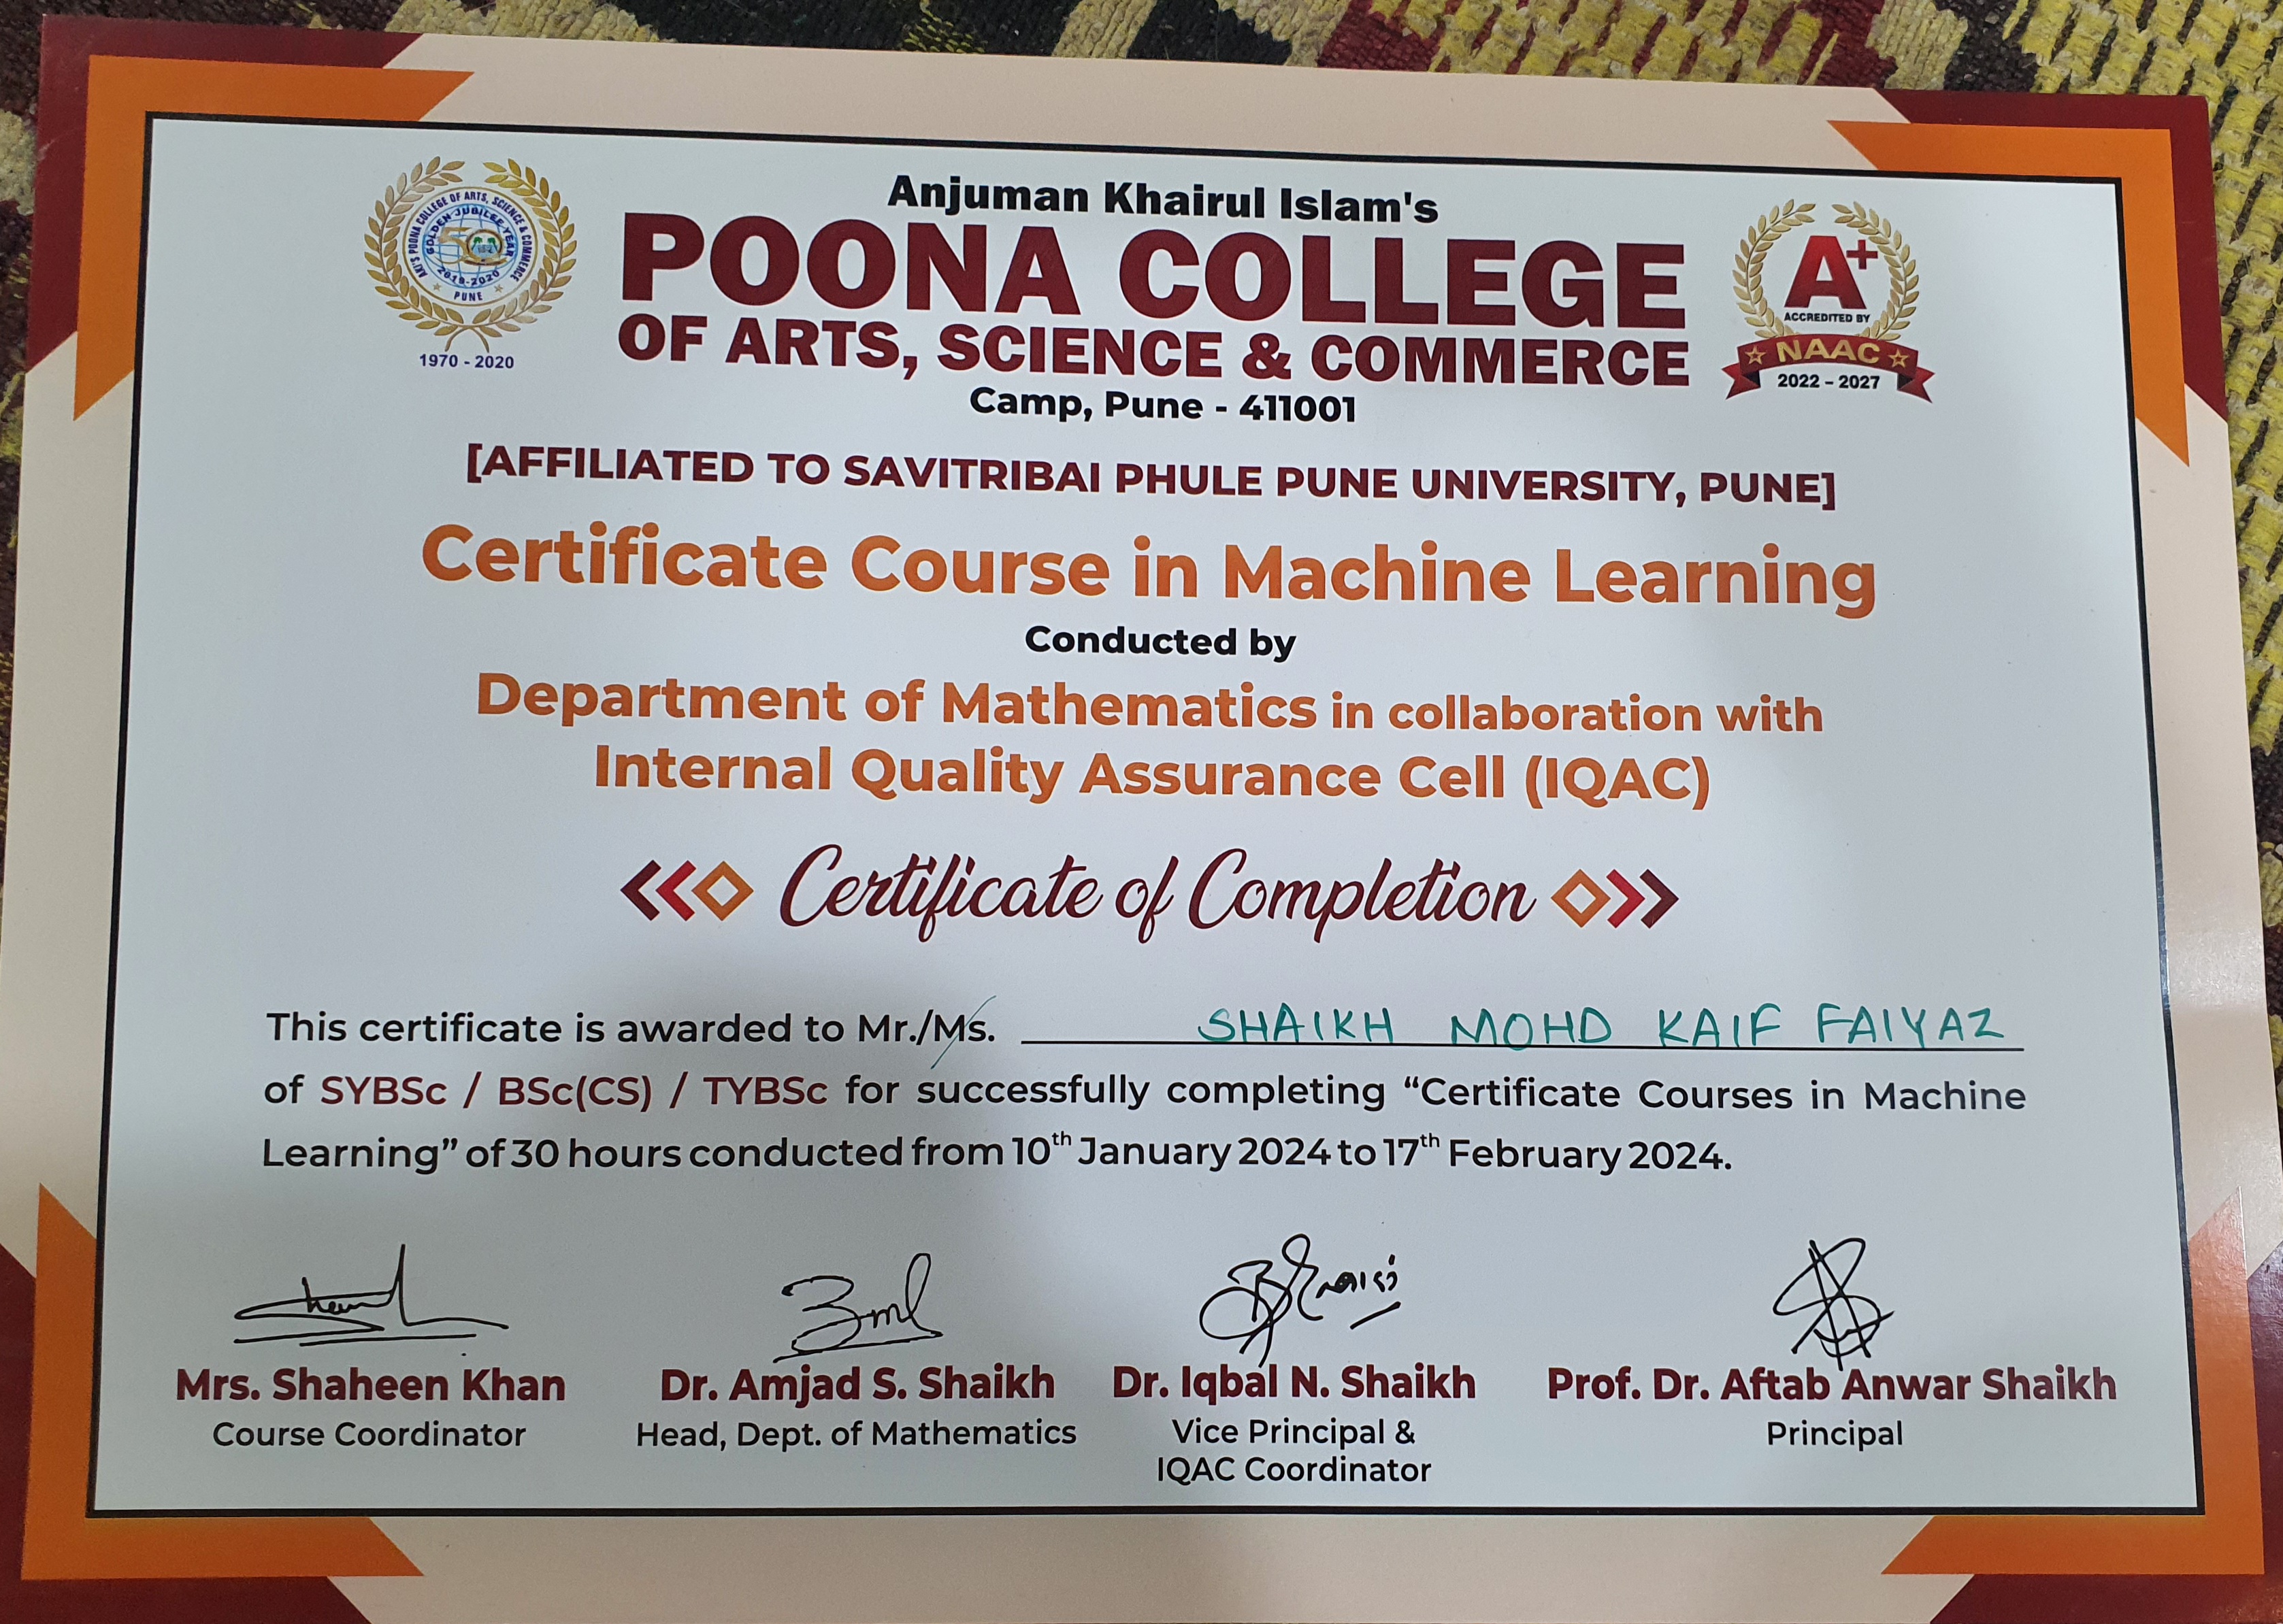 Anjuman Khairul Islam's
POONA COLLEGE
OF ARTS, SCIENCE & COMMERCE
Camp, Pune - 411001
AKI'S POONA COLLEGE OF ARTS, SCIENCE & COMMERCE
GOLDEN JUBILEE YEAR
50
2019-2020
PUNE
1970 - 2020
A+
ACCREDITED BY
NAAC
2022 - 2027
[AFFILIATED TO SAVITRIBAI PHULE PUNE UNIVERSITY, PUNE]
Certificate Course in Machine Learning
Conducted by
Department of Mathematics in collaboration with
Internal Quality Assurance Cell (IQAC)
Certificate of Completion
This certificate is awarded to Mr./Ms. SHAIKH MOHD KAIF FAIYAZ
of SYBSc / BSc(CS) / TYBSc for successfully completing “Certificate Courses in Machine
Learning” of 30 hours conducted from 10th January 2024 to 17th February 2024.
Mrs. Shaheen Khan
Course Coordinator
Dr. Amjad S. Shaikh
Head, Dept. of Mathematics
Dr. Iqbal N. Shaikh
Vice Principal &
IQAC Coordinator
Prof. Dr. Aftab Anwar Shaikh
Principal